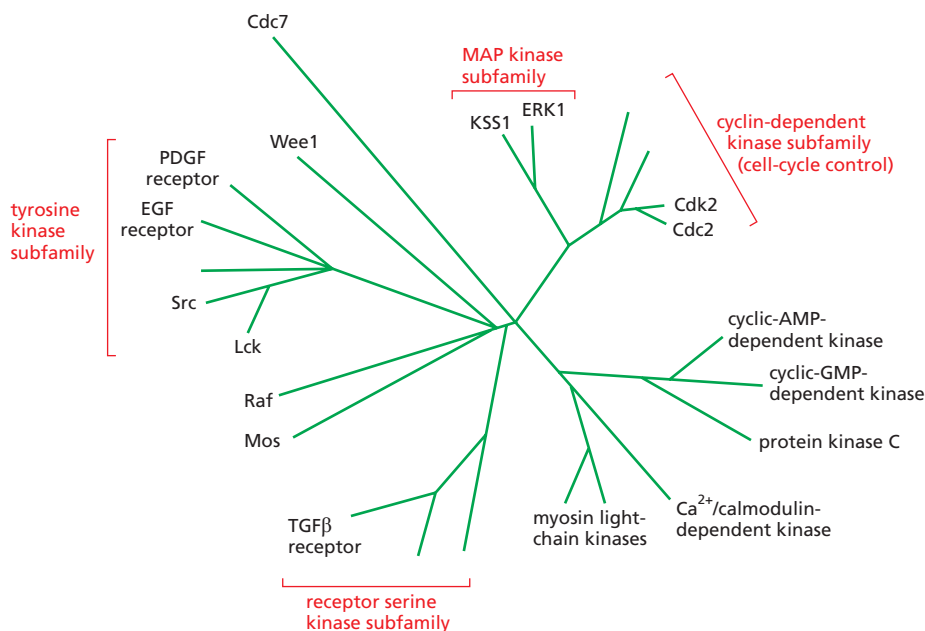 Cdc7
MAP kinase
subfamily
KSS1
ERK1
cyclin-dependent
kinase subfamily
(cell-cycle control)
Wee1
PDGF
receptor
tyrosine
kinase
subfamily
EGF
receptor
Cdk2
Cdc2
Src
Lck
cyclic-AMP-
dependent kinase
cyclic-GMP-
dependent kinase
Raf
Mos
protein kinase C
TGFβ
receptor
myosin light-
chain kinases
Ca²⁺/calmodulin-
dependent kinase
receptor serine
kinase subfamily